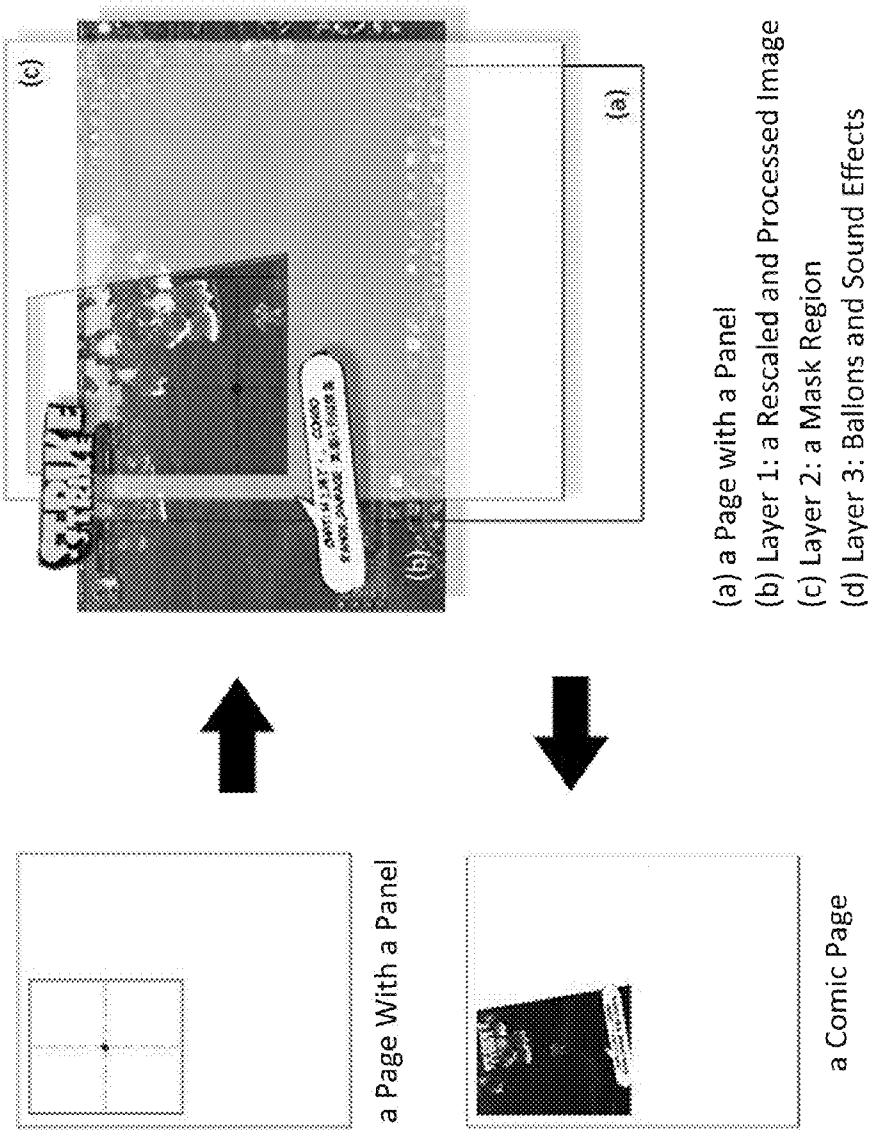 a Page With a Panel
a Comic Page
(c)
(b)
(a)
(a) a Page with a Panel
(b) Layer 1: a Rescaled and Processed Image
(c) Layer 2: a Mask Region
(d) Layer 3: Ballons and Sound Effects